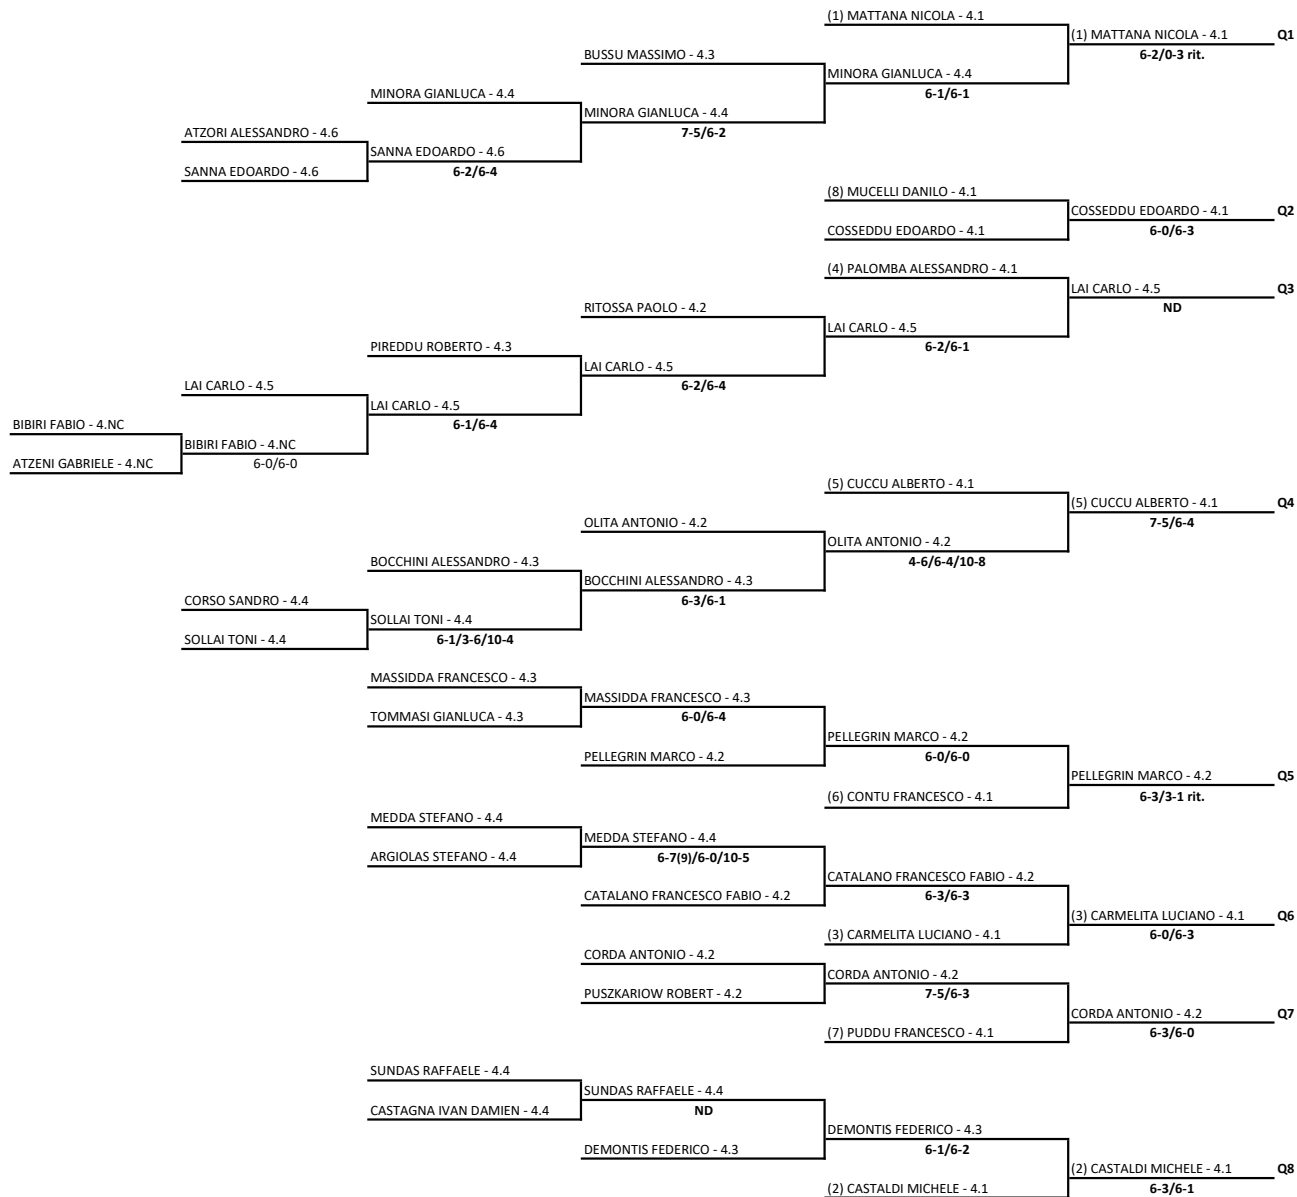 (1) MATTANA NICOLA - 4.1
(1) MATTANA NICOLA - 4.1 Q1
BUSSU MASSIMO - 4.3 6-2/0-3 rit.
MINORA GIANLUCA - 4.4
MINORA GIANLUCA - 4.4 6-1/6-1
MINORA GIANLUCA - 4.4
ATZORI ALESSANDRO - 4.6 7-5/6-2
SANNA EDOARDO - 4.6
SANNA EDOARDO - 4.6 6-2/6-4
(8) MUCELLI DANILO - 4.1
COSSEDDU EDOARDO - 4.1 Q2
COSSEDDU EDOARDO - 4.1 6-0/6-3
(4) PALOMBA ALESSANDRO - 4.1
LAI CARLO - 4.5 Q3
RITOSSA PAOLO - 4.2 ND
LAI CARLO - 4.5
PIREDDU ROBERTO - 4.3 6-2/6-1
LAI CARLO - 4.5
LAI CARLO - 4.5 6-2/6-4
LAI CARLO - 4.5
BIBIRI FABIO - 4.NC 6-1/6-4
BIBIRI FABIO - 4.NC
ATZENI GABRIELE - 4.NC 6-0/6-0
(5) CUCCU ALBERTO - 4.1
(5) CUCCU ALBERTO - 4.1 Q4
OLITA ANTONIO - 4.2 7-5/6-4
OLITA ANTONIO - 4.2
BOCCHINI ALESSANDRO - 4.3 4-6/6-4/10-8
BOCCHINI ALESSANDRO - 4.3
CORSO SANDRO - 4.4 6-3/6-1
SOLLAI TONI - 4.4
SOLLAI TONI - 4.4 6-1/3-6/10-4
MASSIDDA FRANCESCO - 4.3
MASSIDDA FRANCESCO - 4.3
TOMMASI GIANLUCA - 4.3 6-0/6-4
PELLEGRIN MARCO - 4.2
PELLEGRIN MARCO - 4.2 6-0/6-0
PELLEGRIN MARCO - 4.2 Q5
(6) CONTU FRANCESCO - 4.1 6-3/3-1 rit.
MEDDA STEFANO - 4.4
MEDDA STEFANO - 4.4
ARGIOLAS STEFANO - 4.4 6-7(9)/6-0/10-5
CATALANO FRANCESCO FABIO - 4.2
CATALANO FRANCESCO FABIO - 4.2 6-3/6-3
(3) CARMELITA LUCIANO - 4.1 Q6
(3) CARMELITA LUCIANO - 4.1 6-0/6-3
CORDA ANTONIO - 4.2
CORDA ANTONIO - 4.2
PUSZKARIOW ROBERT - 4.2 7-5/6-3
CORDA ANTONIO - 4.2 Q7
(7) PUDDU FRANCESCO - 4.1 6-3/6-0
SUNDAS RAFFAELE - 4.4
SUNDAS RAFFAELE - 4.4
CASTAGNA IVAN DAMIEN - 4.4 ND
DEMONTIS FEDERICO - 4.3
DEMONTIS FEDERICO - 4.3 6-1/6-2
(2) CASTALDI MICHELE - 4.1 Q8
(2) CASTALDI MICHELE - 4.1 6-3/6-1